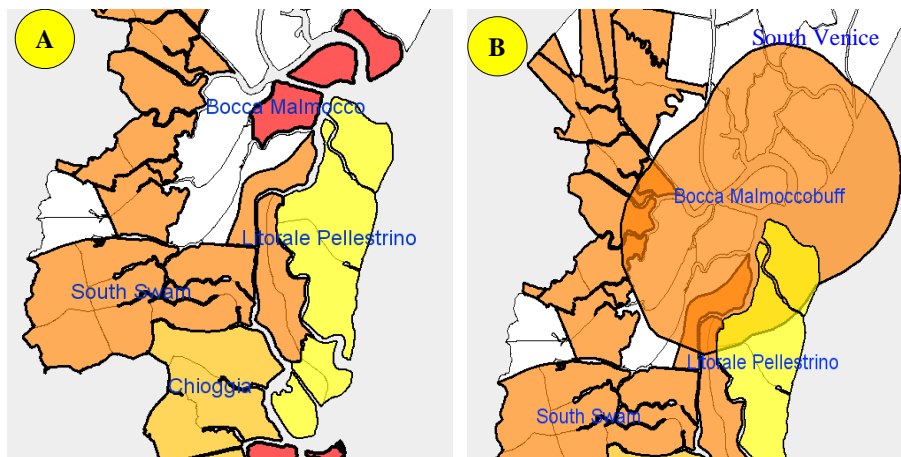 A
Bocca Malmocco
Litorale Pellestrino
South Swam
Chioggia
B
South Venice
Bocca Malmoccobuff
Litorale Pellestrino
South Swam